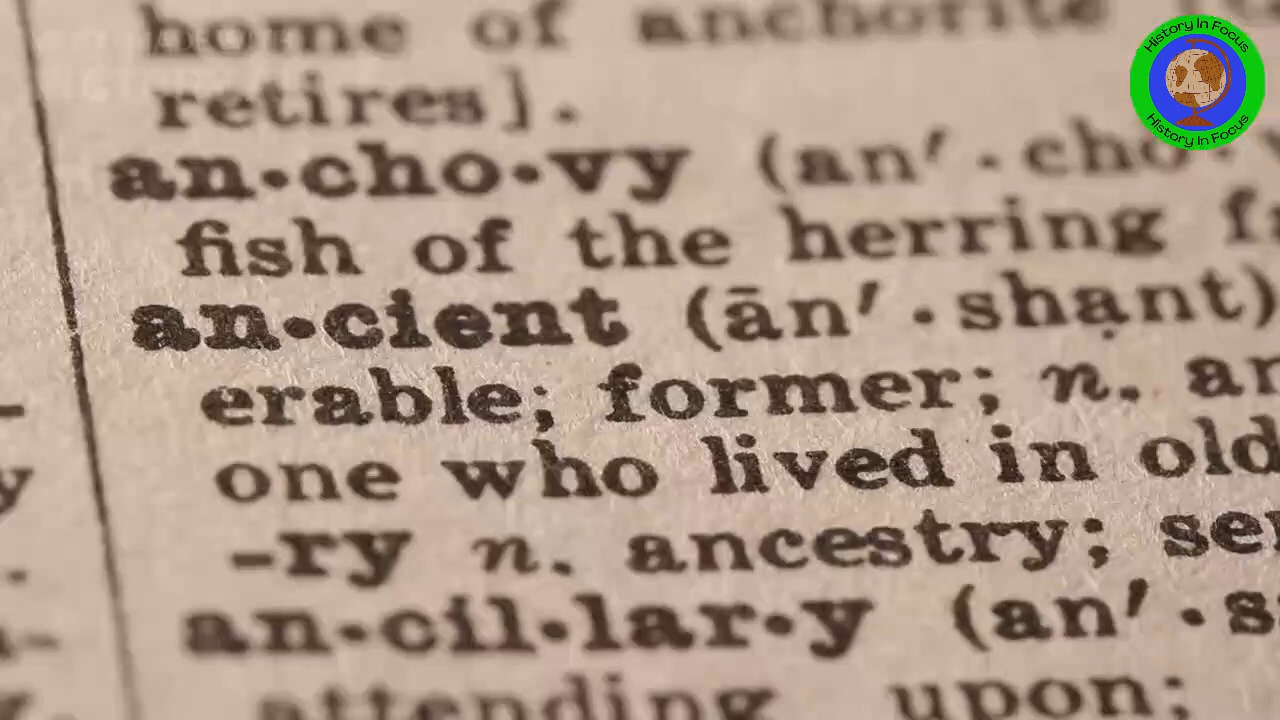 home of anchorite
retires].
an•cho•vy (an′•cho•
fish of the herring
an•cient (ān′•shạnt)
erable; former; n. an
one who lived in old
-ry n. ancestry; ser
an•cil•lar•y (an′•s
attending upon;
History In Focus
History In Focus